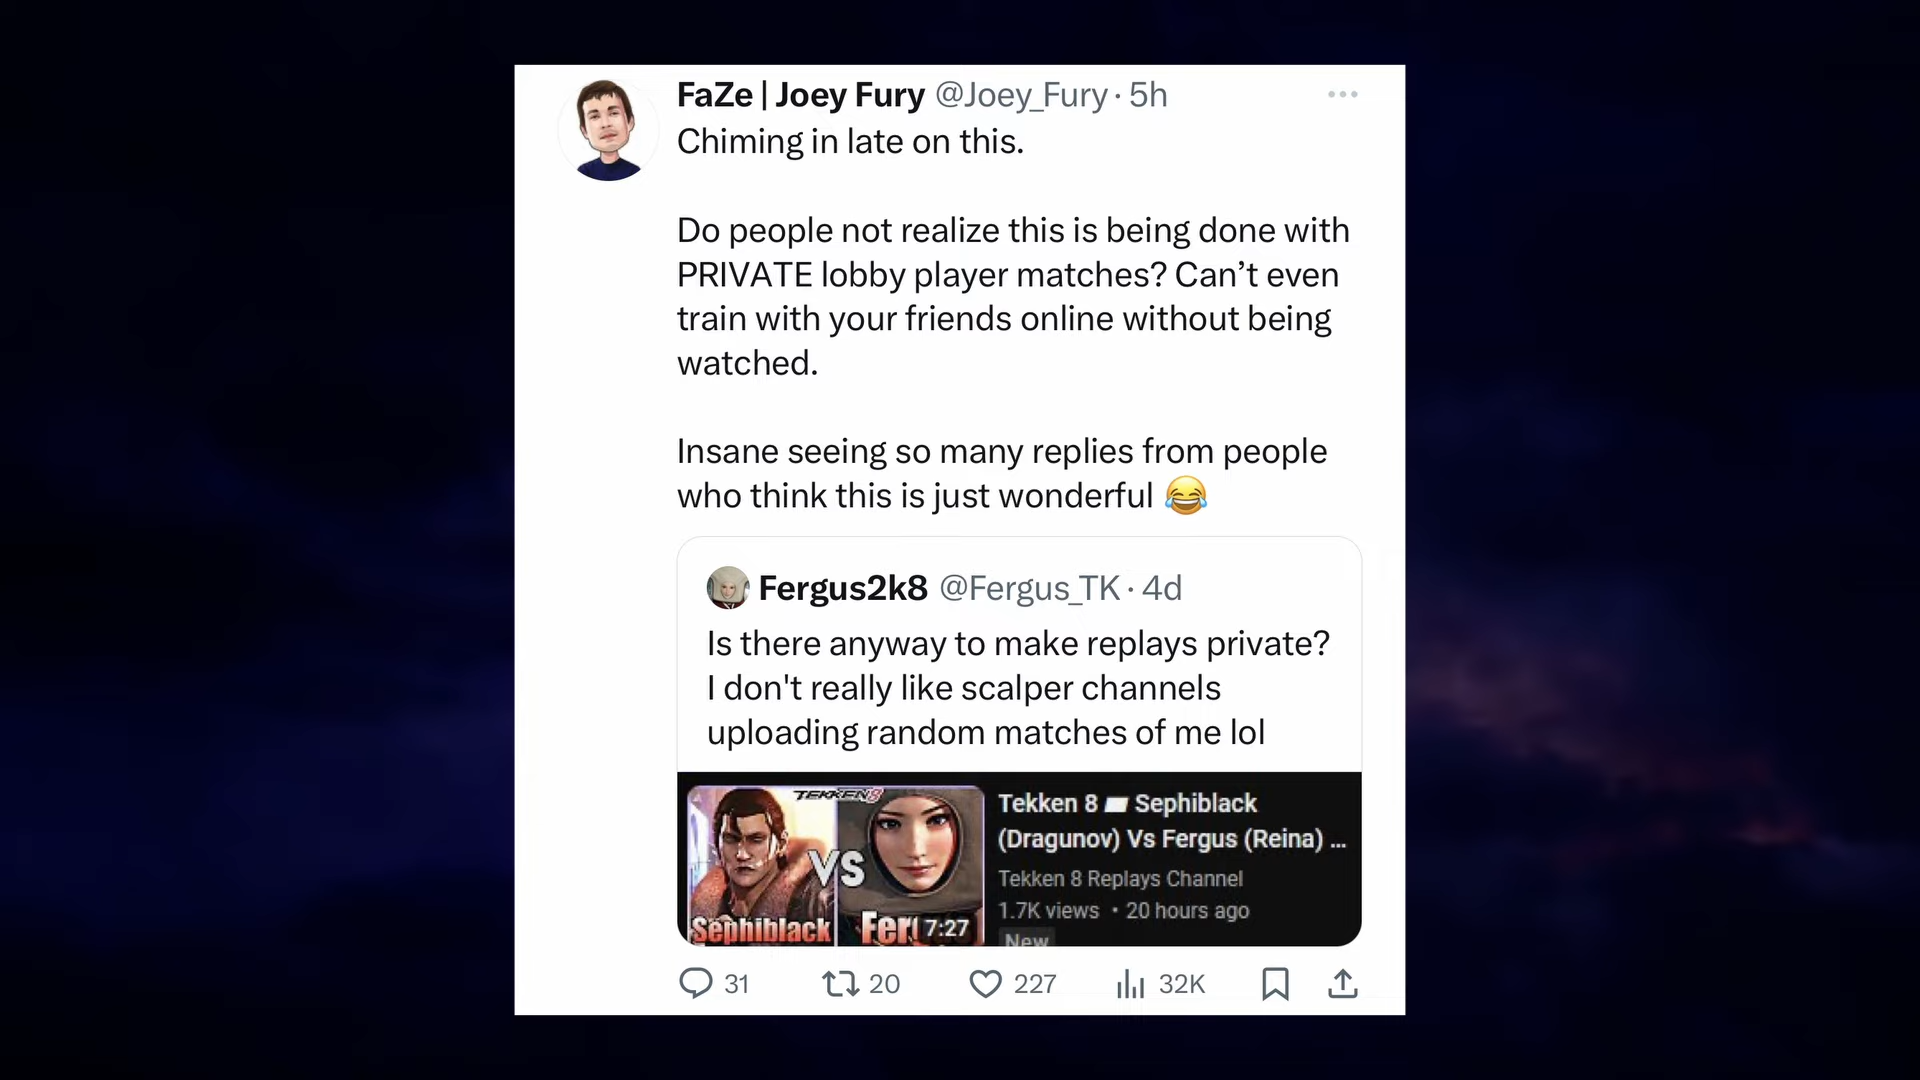 FaZe | Joey Fury @Joey_Fury · 5h
Chiming in late on this.
Do people not realize this is being done with
PRIVATE lobby player matches? Can’t even
train with your friends online without being
watched.
Insane seeing so many replies from people
who think this is just wonderful 😂
Fergus2k8 @Fergus_TK · 4d
Is there anyway to make replays private?
I don't really like scalper channels
uploading random matches of me lol
TEKKEN 8
VS
Sephiblack
Fer
7:27
Tekken 8 ▰ Sephiblack
(Dragunov) Vs Fergus (Reina) ...
Tekken 8 Replays Channel
1.7K views • 20 hours ago
New
31 20 227 32K